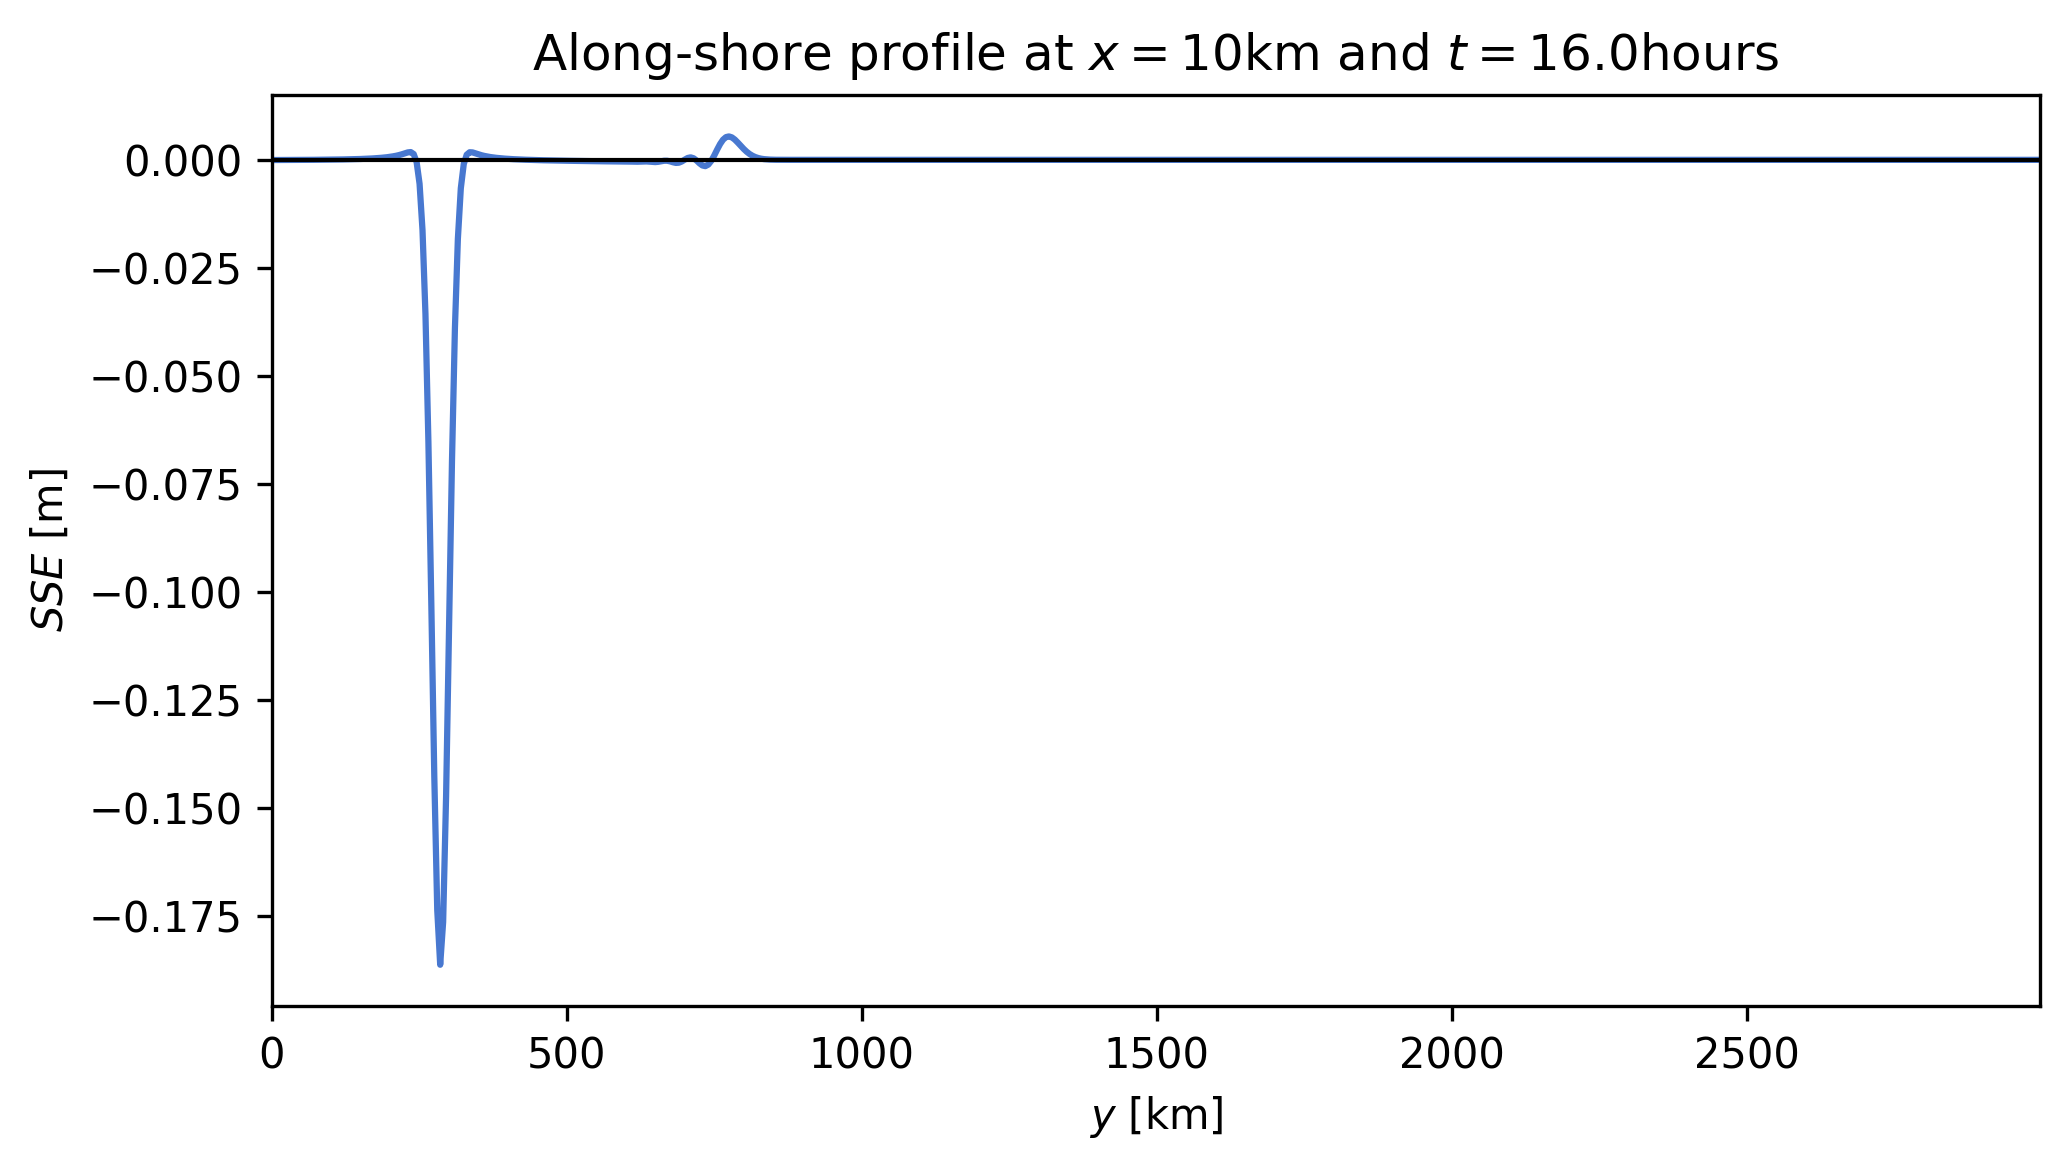 Along-shore profile at x = 10km and t = 16.0hours
0.000
−0.025
−0.050
−0.075
−0.100
−0.125
−0.150
−0.175
SSE [m]
0 500 1000 1500 2000 2500
y [km]